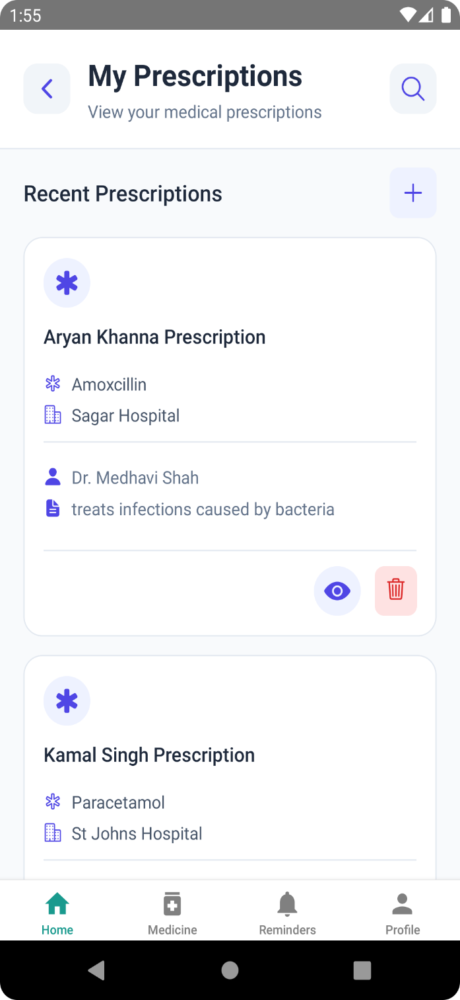 1:55
My Prescriptions
View your medical prescriptions
Recent Prescriptions
Aryan Khanna Prescription
Amoxcillin
Sagar Hospital
Dr. Medhavi Shah
treats infections caused by bacteria
Kamal Singh Prescription
Paracetamol
St Johns Hospital
Home
Medicine
Reminders
Profile